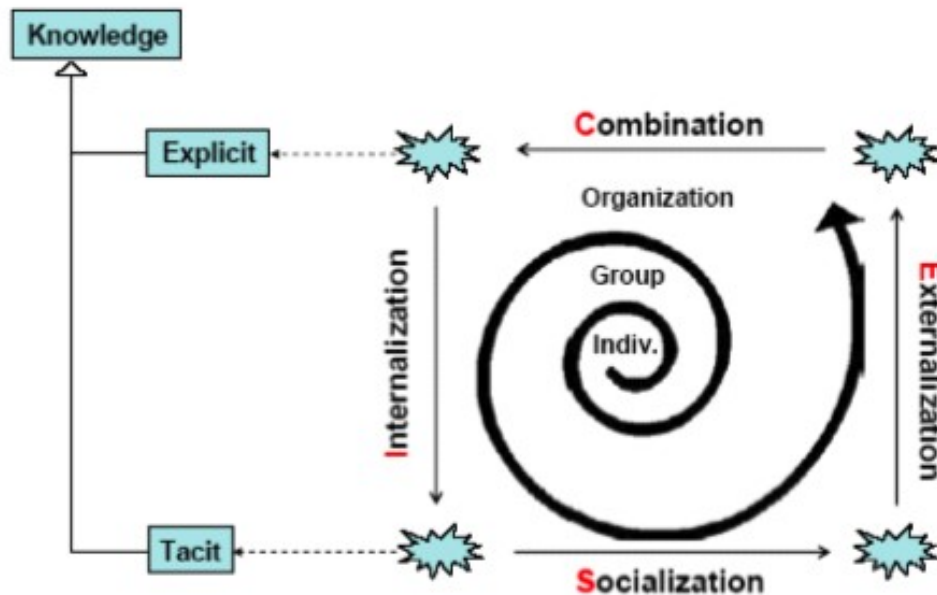 Knowledge
Combination
Explicit
Organization
Group
Internalization
Externalization
Indiv.
Tacit
Socialization